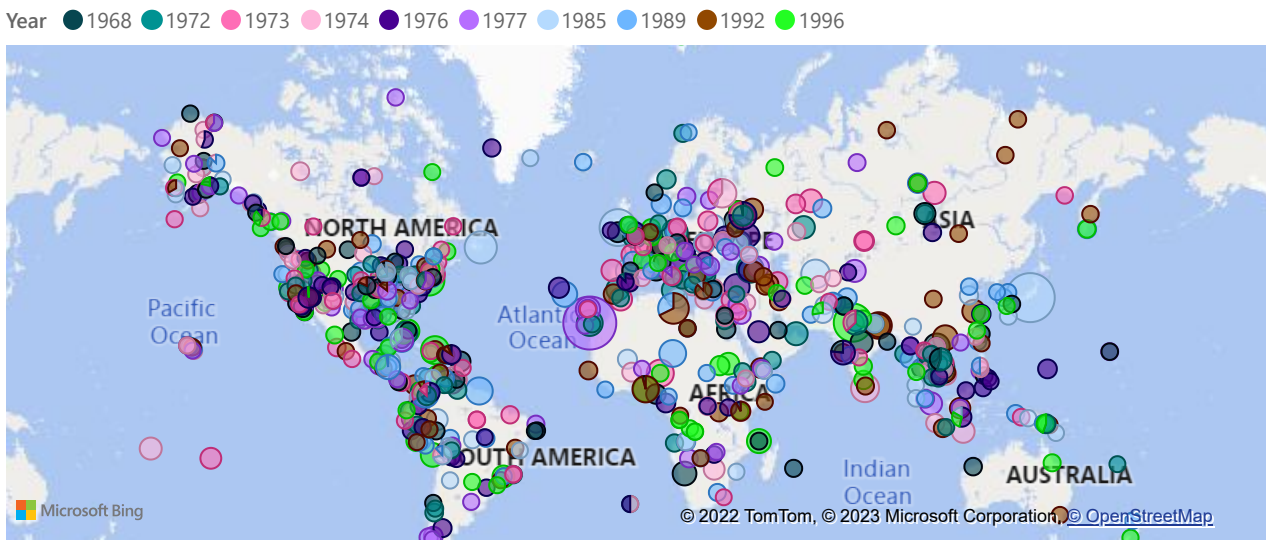 Year 1968 1972 1973 1974 1976 1977 1985 1989 1992 1996
NORTH AMERICA
ASIA
EUROPE
Pacific
Ocean
Atlantic
Ocean
AFRICA
SOUTH AMERICA
Indian
Ocean
AUSTRALIA
Microsoft Bing
© 2022 TomTom, © 2023 Microsoft Corporation, © OpenStreetMap